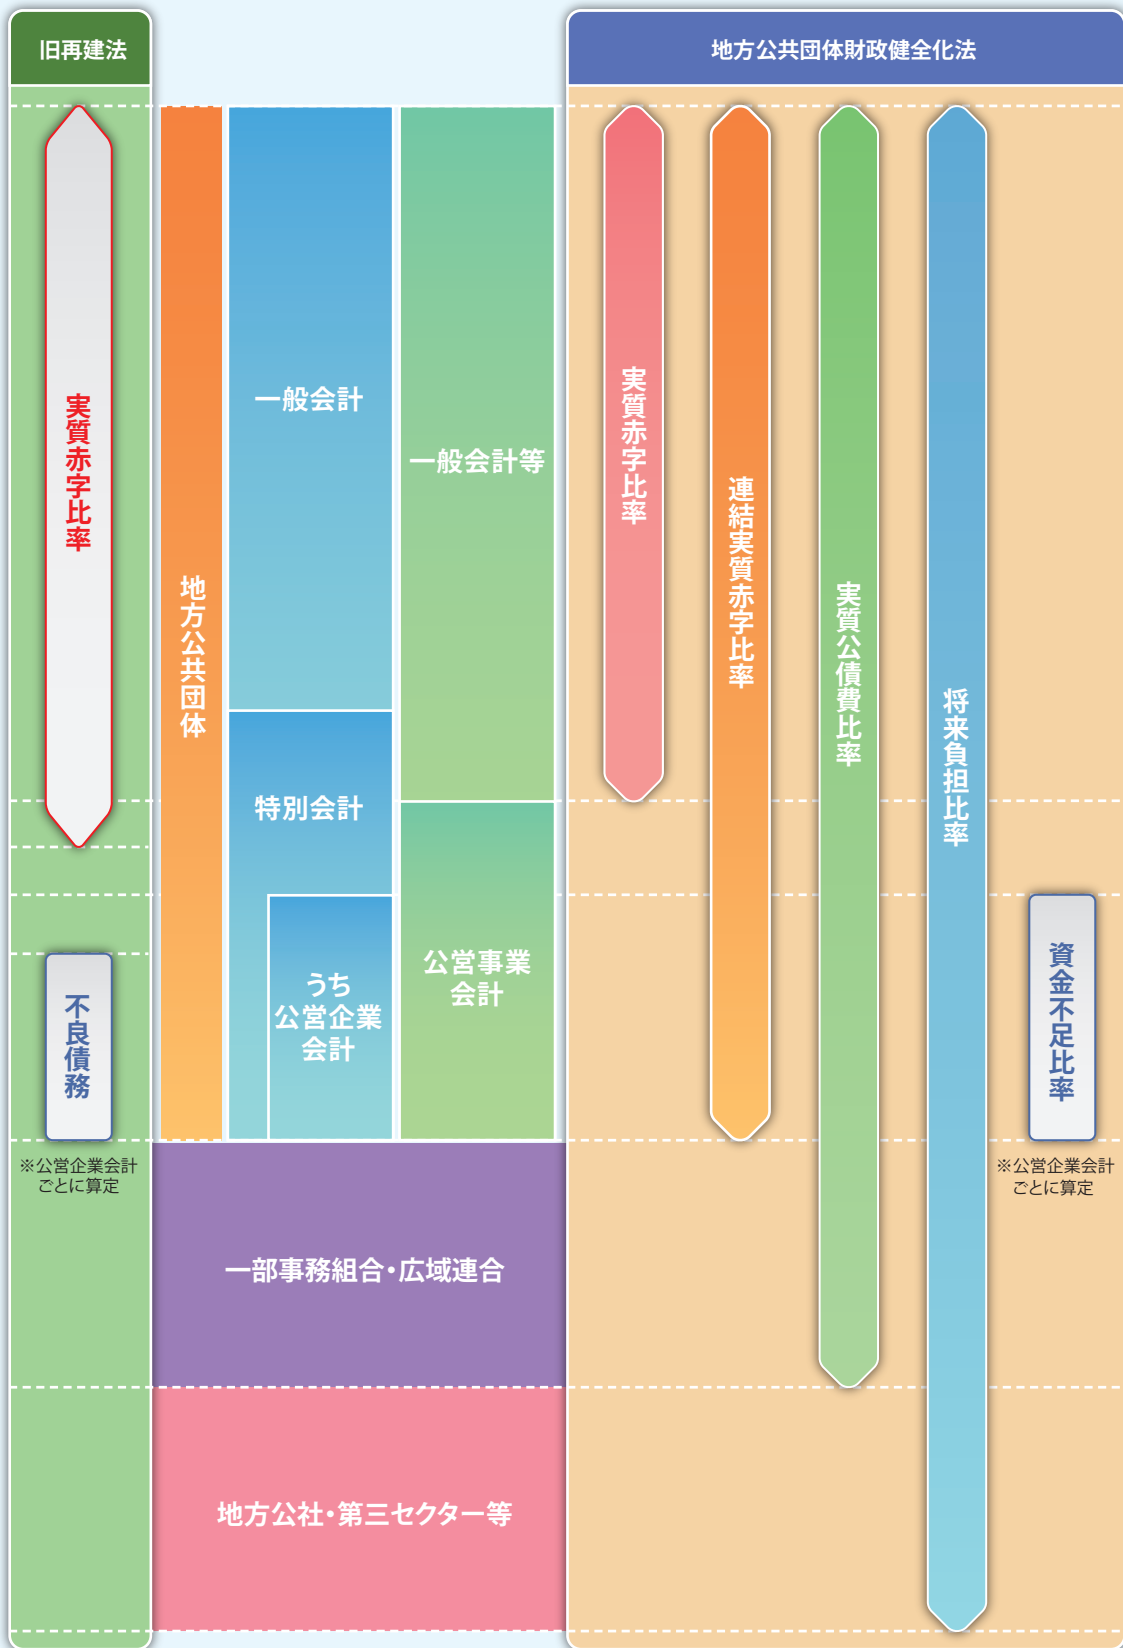 旧再建法
地方公共団体財政健全化法
実質赤字比率
不良債務
※公営企業会計
ごとに算定
地方公共団体
一般会計
特別会計
うち
公営企業
会計
一般会計等
公営事業
会計
一部事務組合・広域連合
地方公社・第三セクター等
実質赤字比率
連結実質赤字比率
実質公債費比率
将来負担比率
資金不足比率
※公営企業会計
ごとに算定